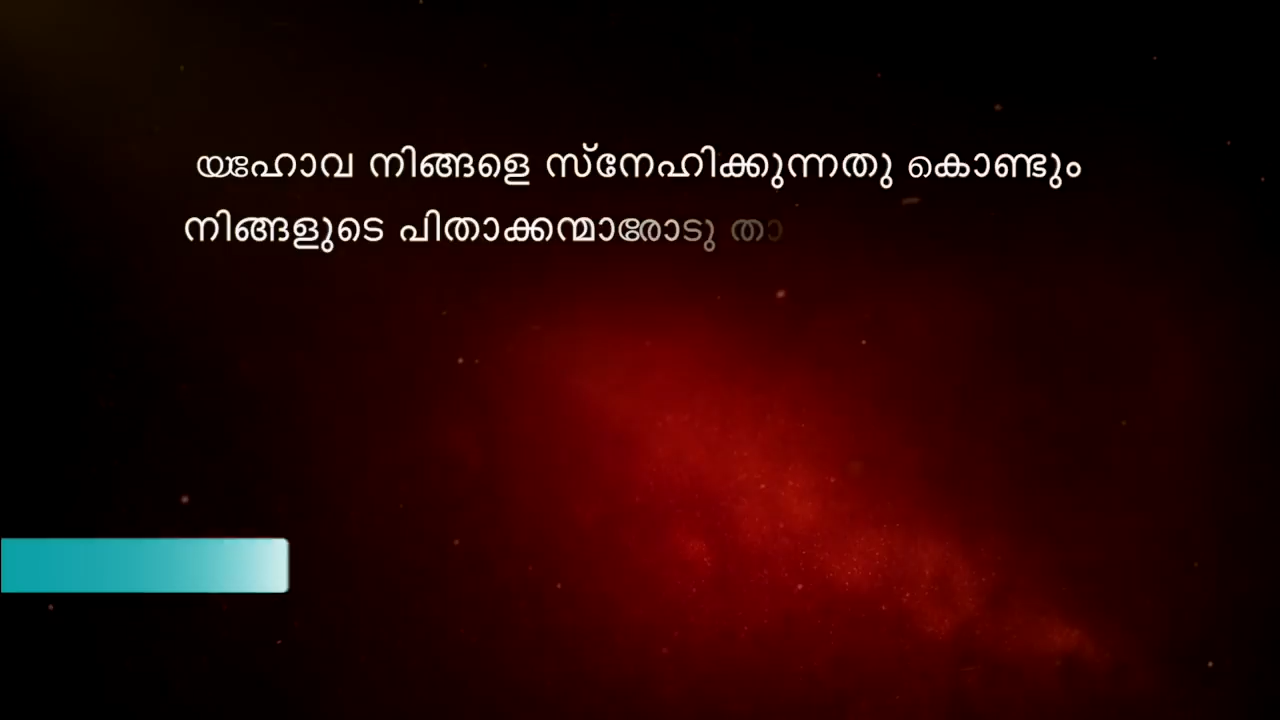 യഹോവ നിങ്ങളെ സ്നേഹിക്കുന്നതു കൊണ്ടും
നിങ്ങളുടെ പിതാക്കന്മാരോടു താ